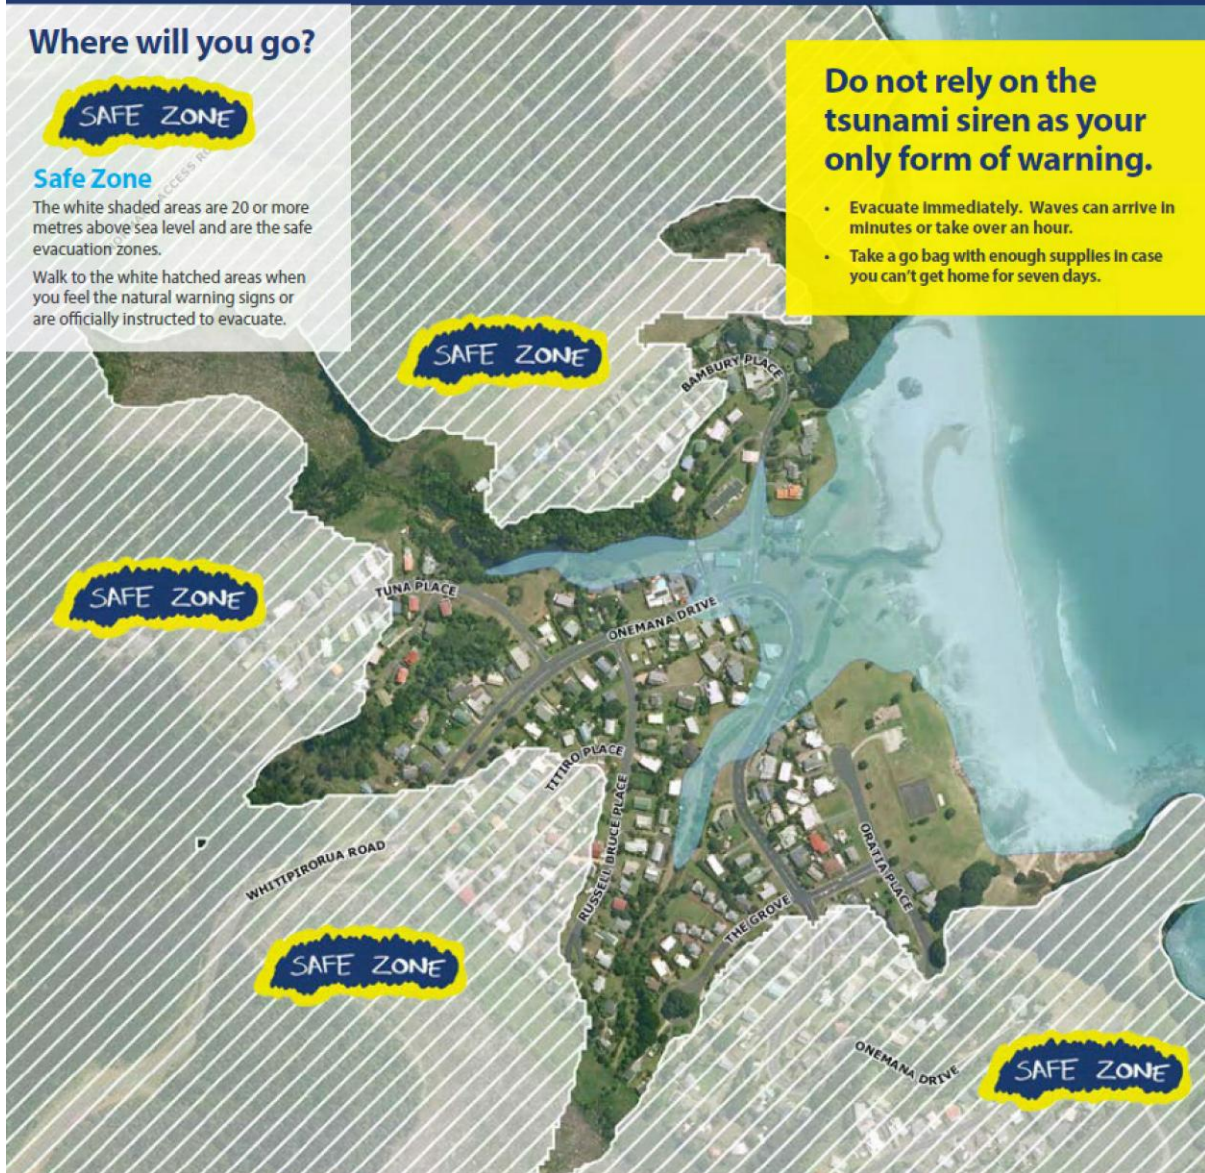 Where will you go?
SAFE ZONE
Safe Zone
The white shaded areas are 20 or more
metres above sea level and are the safe
evacuation zones.
Walk to the white hatched areas when
you feel the natural warning signs or
are officially instructed to evacuate.
Do not rely on the
tsunami siren as your
only form of warning.
• Evacuate immediately. Waves can arrive in
minutes or take over an hour.
• Take a go bag with enough supplies in case
you can't get home for seven days.
SAFE ZONE
BAMBURY PLACE
SAFE ZONE
TUNA PLACE
ONEMANA DRIVE
TITIRO PLACE
RUSSELL BRUCE PLACE
WHITIPIRORUA ROAD
ORATIA PLACE
THE GROVE
SAFE ZONE
ONEMANA DRIVE
SAFE ZONE